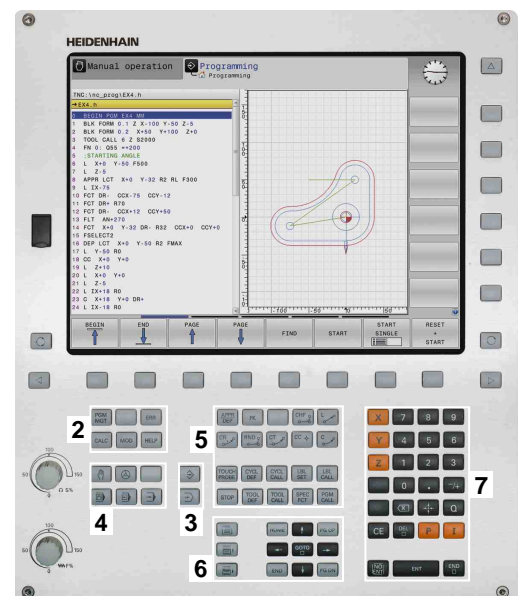 HEIDENHAIN
Manual operation
Programming
Programming
TNC:\nc_prog\EX4.h
→EX4.h
0 BEGIN PGM EX4 MM
1 BLK FORM 0.1 Z X-100 Y-50 Z-5
2 BLK FORM 0.2 X+50 Y+100 Z+0
3 TOOL CALL 6 Z S2000
4 FN 0: Q55 =+200
5 ;STARTING ANGLE
6 L X+0 Y-50 F500
7 L Z-5
8 APPR LCT X+0 Y-32 R2 RL F300
9 L IX-75
10 FCT DR- CCX-75 CCY-12
11 FCT DR+ R70
12 FCT DR- CCX+12 CCY+50
13 FLT AN+270
14 FCT X+0 Y-32 DR- R32 CCX+0 CCY+0
15 FSELECT2
16 DEP LCT X+0 Y-50 R2 FMAX
17 L Y-50 R0
18 CC X+0 Y+0
19 L Z+10
20 L X+0 Y+0
21 L Z-5
22 L IX+18 R0
23 C X+18 Y+0 DR+
24 L IX-18 R0
-100 -50 50
BEGIN
END
PAGE
PAGE
FIND
START
START SINGLE
RESET + START
PGM MGT
ERR
CALC
MOD
HELP
2
4
3
APPR DEP
FK
CHF
L
CR
RND
CT
CC
C
5
TOUCH PROBE
CYCL DEF
CYCL CALL
LBL SET
LBL CALL
STOP
TOOL DEF
TOOL CALL
SPEC FCT
PGM CALL
HOME
PG UP
GOTO
END
PG DN
6
X 7 8 9
Y 4 5 6
Z 1 2 3
0 . -/+
Q
CE DEL P I
NO ENT
ENT
END
7
100
50 150
S %
100
50 150
F %